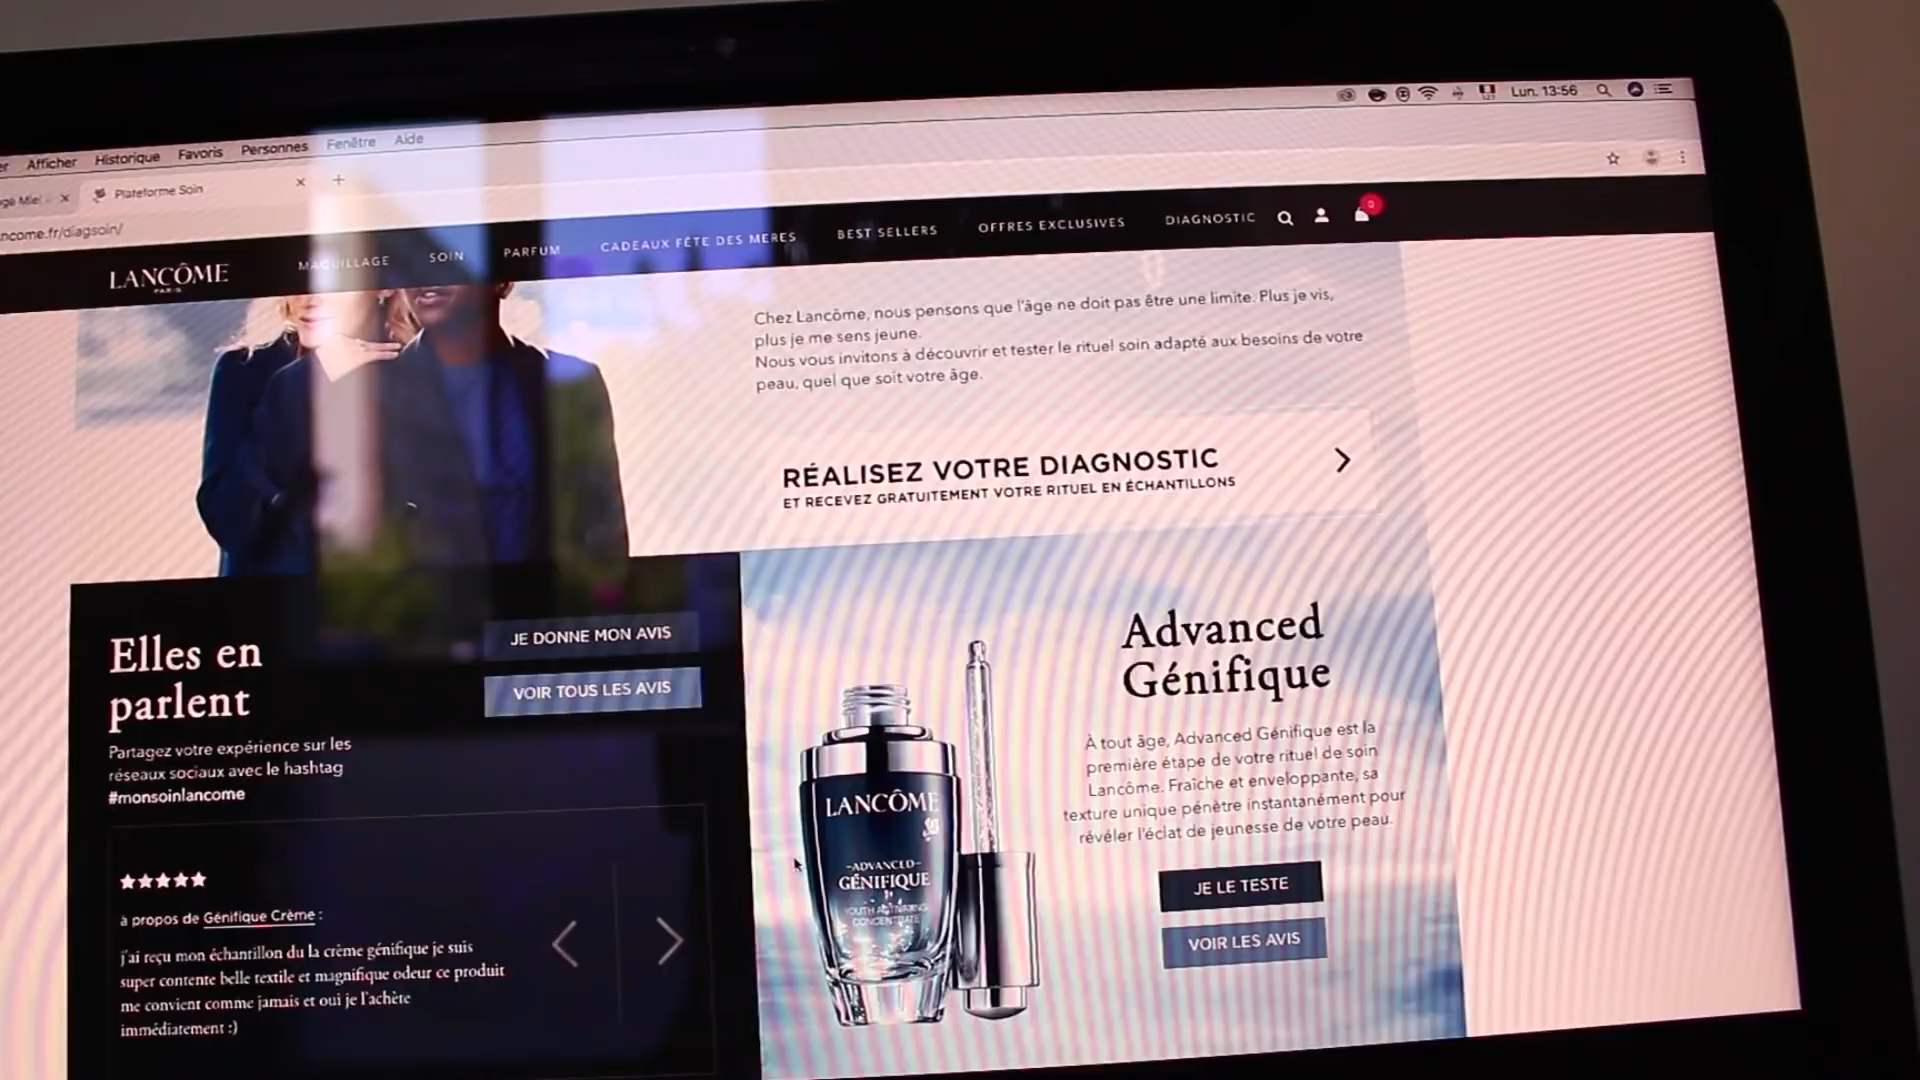 Lun. 13:56
Afficher Historique Favoris Personnes Fenêtre Aide
Plateforme Soin
ncome.fr/diagsoin/
LANCÔME
PARIS
MAQUILLAGE SOIN PARFUM CADEAUX FÊTE DES MÈRES BEST SELLERS OFFRES EXCLUSIVES DIAGNOSTIC
0
Chez Lancôme, nous pensons que l'âge ne doit pas être une limite. Plus je vis,
plus je me sens jeune.
Nous vous invitons à découvrir et tester le rituel soin adapté aux besoins de votre
peau, quel que soit votre âge.
RÉALISEZ VOTRE DIAGNOSTIC
ET RECEVEZ GRATUITEMENT VOTRE RITUEL EN ÉCHANTILLONS
Elles en
parlent
JE DONNE MON AVIS
VOIR TOUS LES AVIS
Partagez votre expérience sur les
réseaux sociaux avec le hashtag
#monsoinlancome
à propos de Génifique Crème :
j'ai reçu mon échantillon du la crème génifique je suis
super contente belle textile et magnifique odeur ce produit
me convient comme jamais et oui je l'achète
immédiatement :)
LANCÔME
ADVANCED
GÉNIFIQUE
YOUTH ACTIVATING
CONCENTRATE
Advanced
Génifique
À tout âge, Advanced Génifique est la
première étape de votre rituel de soin
Lancôme. Fraîche et enveloppante, sa
texture unique pénètre instantanément pour
révéler l'éclat de jeunesse de votre peau.
JE LE TESTE
VOIR LES AVIS